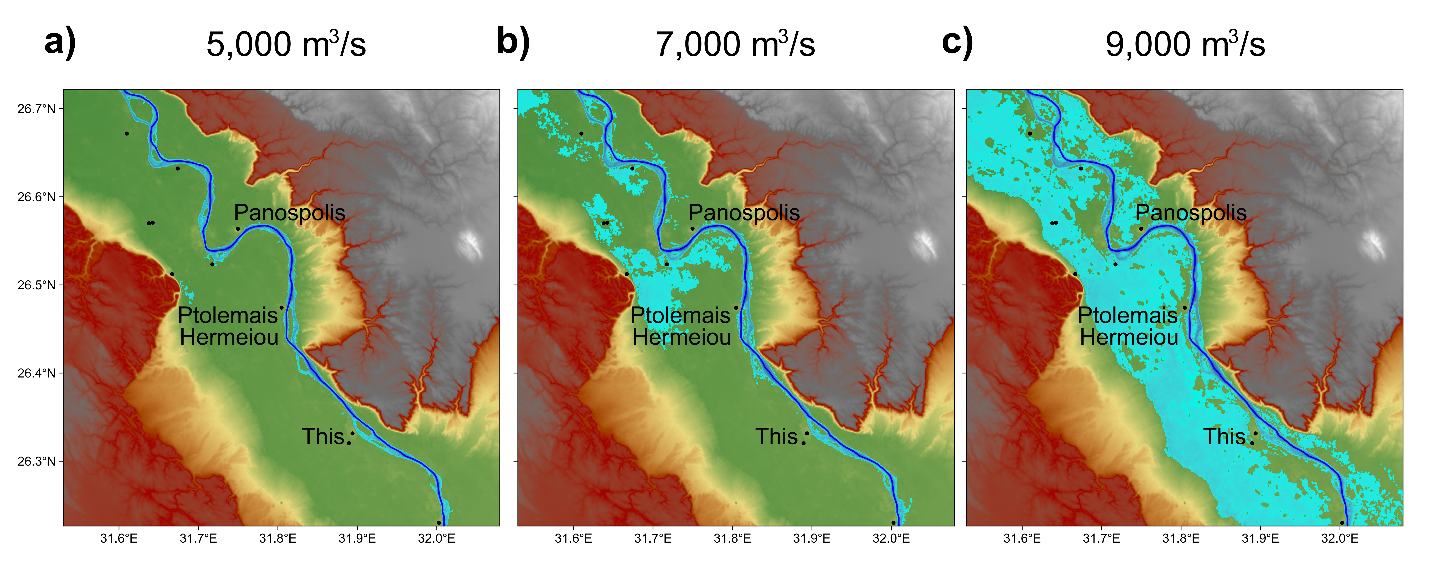 a) 5,000 m³/s
b) 7,000 m³/s
c) 9,000 m³/s
26.7°N
26.6°N
26.5°N
26.4°N
26.3°N
Panospolis
Ptolemais
Hermeiou
This
31.6°E 31.7°E 31.8°E 31.9°E 32.0°E
Panospolis
Ptolemais
Hermeiou
This
31.6°E 31.7°E 31.8°E 31.9°E 32.0°E
Panospolis
Ptolemais
Hermeiou
This
31.6°E 31.7°E 31.8°E 31.9°E 32.0°E